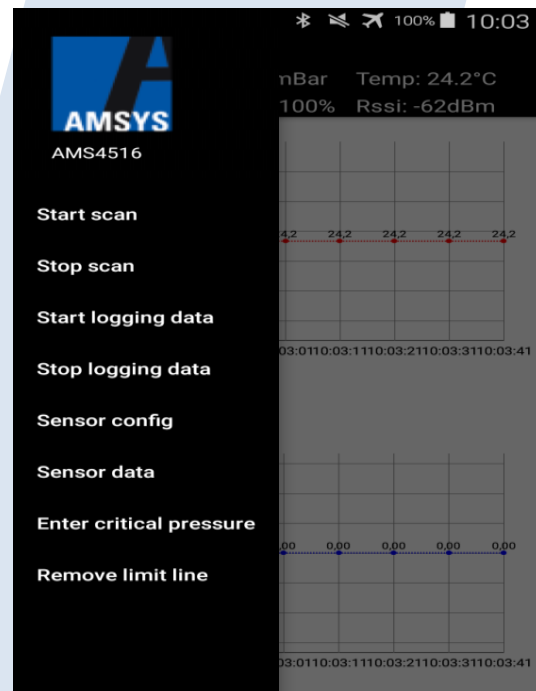 100% 10:03
mBar Temp: 24.2°C
100% Rssi: -62dBm
AMSYS
AMS4516
Start scan
Stop scan
Start logging data
Stop logging data
Sensor config
Sensor data
Enter critical pressure
Remove limit line
4,2 24,2 24,2 24,2 24,2
03:01 10:03:11 10:03:21 10:03:31 10:03:41
,00 0,00 0,00 0,00 0,00
03:01 10:03:11 10:03:21 10:03:31 10:03:41